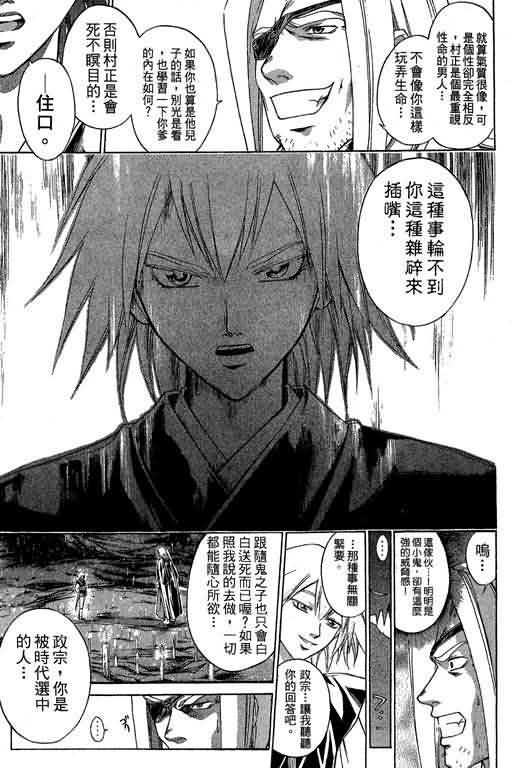 就算氣質很像，可
是個性卻完全相反
，村正是個最重視
性命的男人…
不會像你這樣
玩弄生命…
如果你也算是他兒
子的話，別光是看
，也學習一下你爹
的內在如何？
否則村正是會
死不瞑目的…
—住口。
這種事輪不到
你這種雜碎來
插嘴…
嗚…
這傢伙…！明明是
個小鬼，卻有這麼
強的威脅感！
…
…那種事無關
緊要。
政宗…讓我聽聽
你的回答吧。
跟隨鬼之子也只會白
白送死而已喔？如果
照我說的去做，一切
都能隨心所欲…
政宗，你是
被時代選中
的人…
…